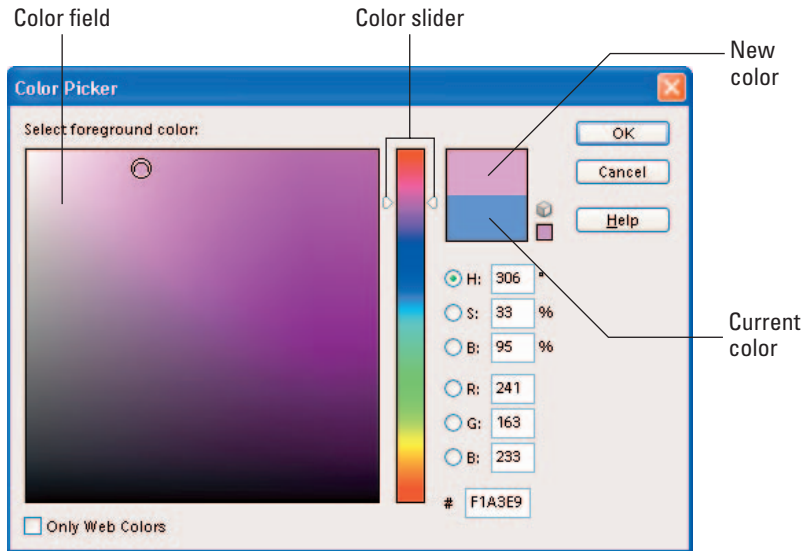 Color field
Color slider
New
color
Color Picker
Select foreground color:
OK
Cancel
Help
H: 306 °
S: 33 %
B: 95 %
Current
color
R: 241
G: 163
B: 233
# F1A3E9
Only Web Colors